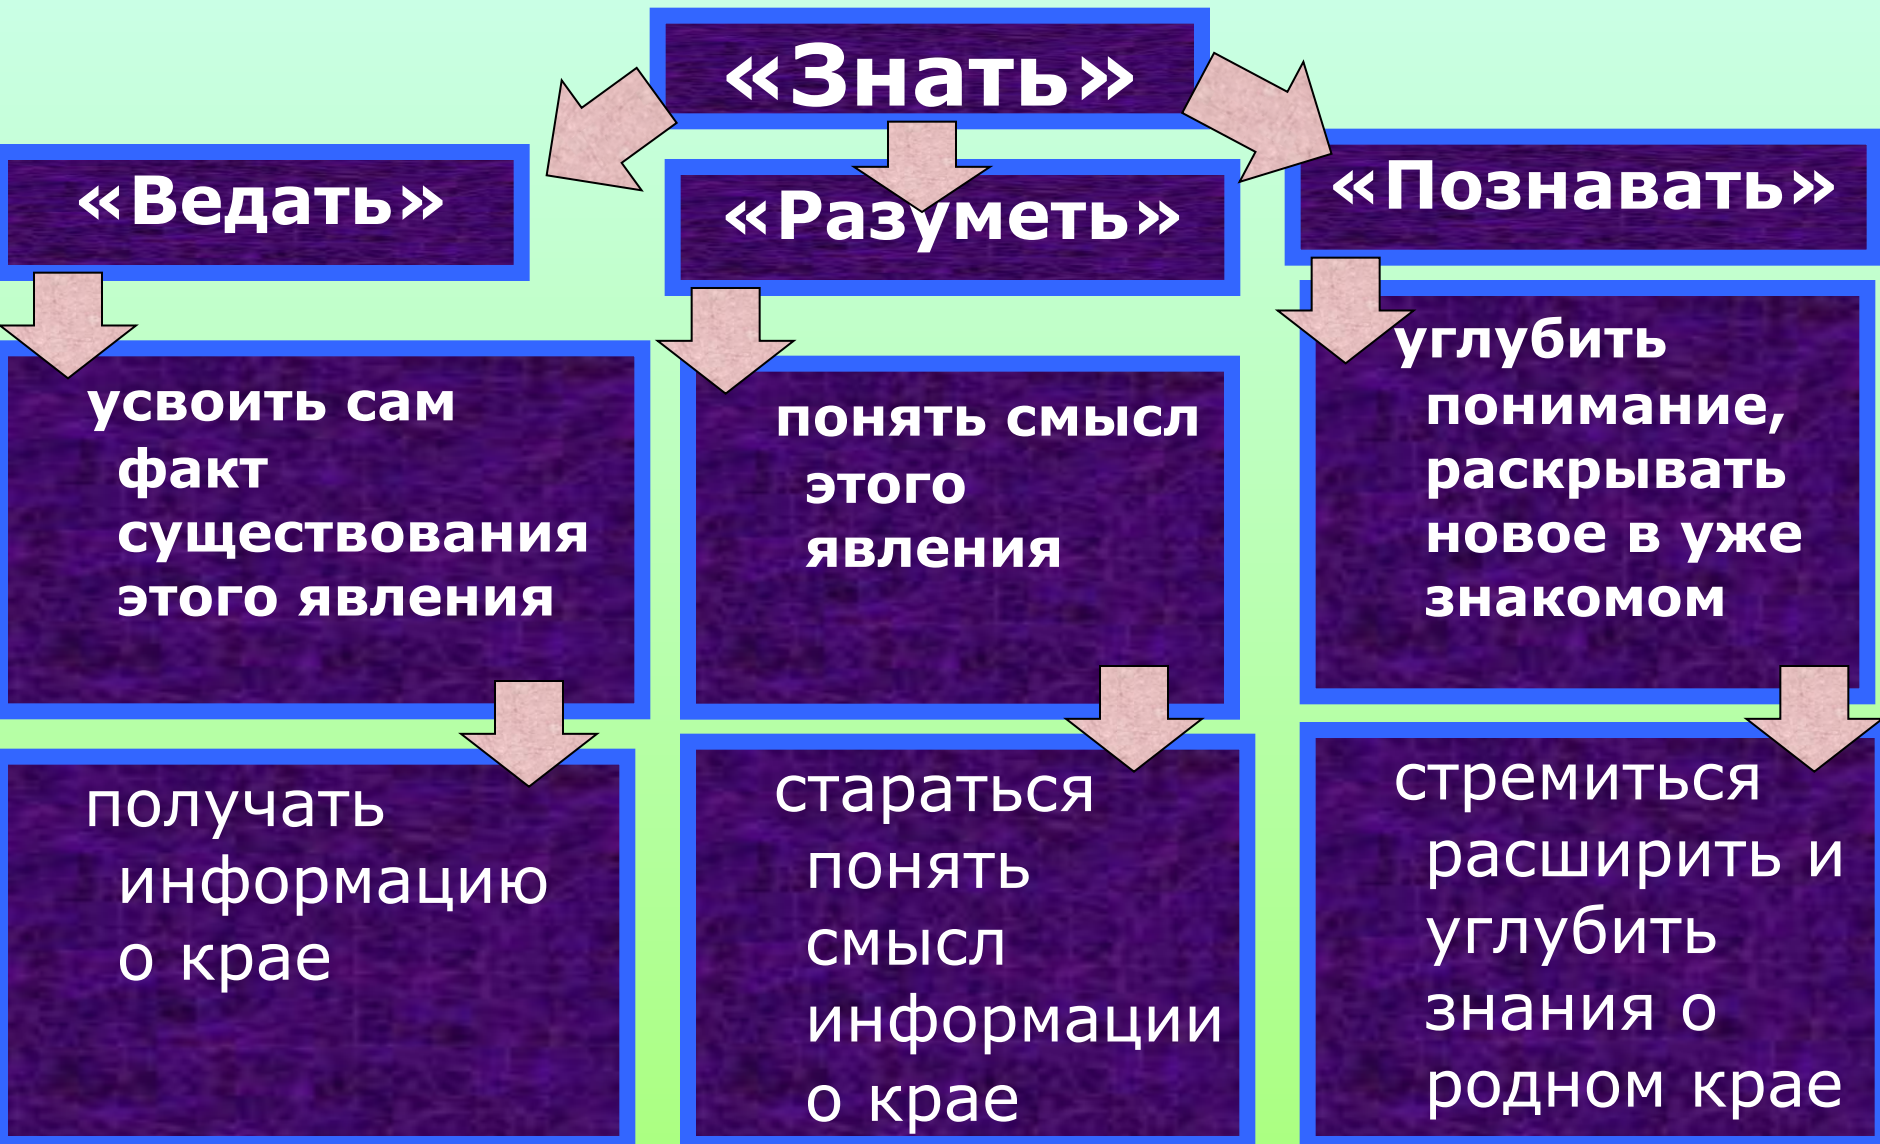 «Знать»
«Ведать»
«Разуметь»
«Познавать»
усвоить сам
факт
существования
этого явления
понять смысл
этого
явления
углубить
понимание,
раскрывать
новое в уже
знакомом
получать
информацию
о крае
стараться
понять
смысл
информации
о крае
стремиться
расширить и
углубить
знания о
родном крае